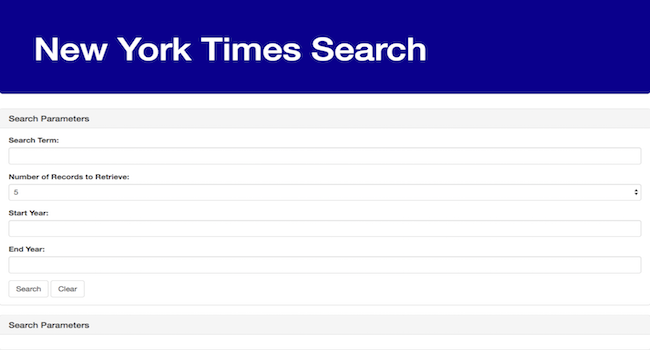 New York Times Search
Search Parameters
Search Term:
Number of Records to Retrieve:
5
Start Year:
End Year:
Search Clear
Search Parameters